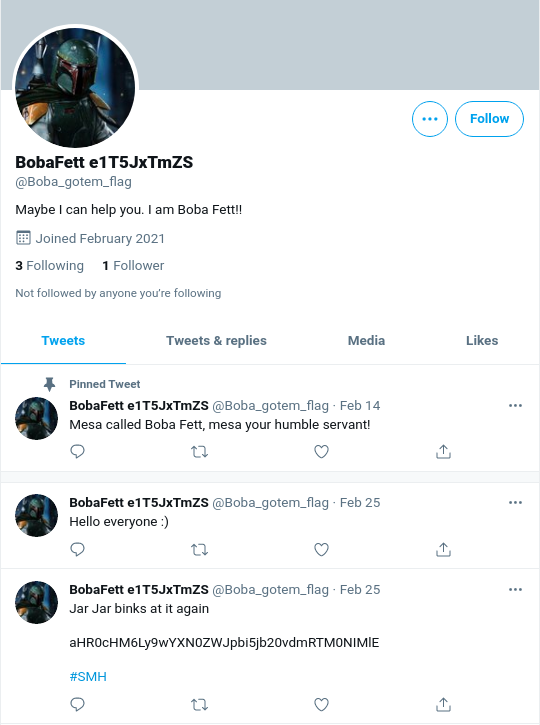 Follow
BobaFett e1T5JxTmZS
@Boba_gotem_flag
Maybe I can help you. I am Boba Fett!!
Joined February 2021
3 Following 1 Follower
Not followed by anyone you're following
Tweets Tweets & replies Media Likes
Pinned Tweet
BobaFett e1T5JxTmZS @Boba_gotem_flag · Feb 14
Mesa called Boba Fett, mesa your humble servant!
BobaFett e1T5JxTmZS @Boba_gotem_flag · Feb 25
Hello everyone :)
BobaFett e1T5JxTmZS @Boba_gotem_flag · Feb 25
Jar Jar binks at it again
aHR0cHM6Ly9wYXN0ZWJpbi5jb20vdmRTM0NIMlE
#SMH